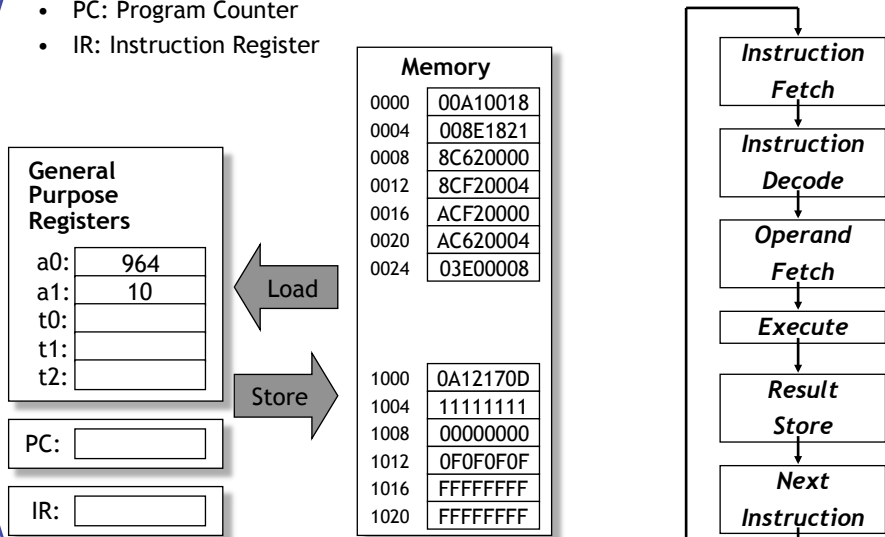 • PC: Program Counter
• IR: Instruction Register
General
Purpose
Registers
a0: 964
a1: 10
t0:
t1:
t2:
PC:
IR:
Load
Store
Memory
0000 00A10018
0004 008E1821
0008 8C620000
0012 8CF20004
0016 ACF20000
0020 AC620004
0024 03E00008
1000 0A12170D
1004 11111111
1008 00000000
1012 0F0F0F0F
1016 FFFFFFFF
1020 FFFFFFFF
Instruction
Fetch
Instruction
Decode
Operand
Fetch
Execute
Result
Store
Next
Instruction